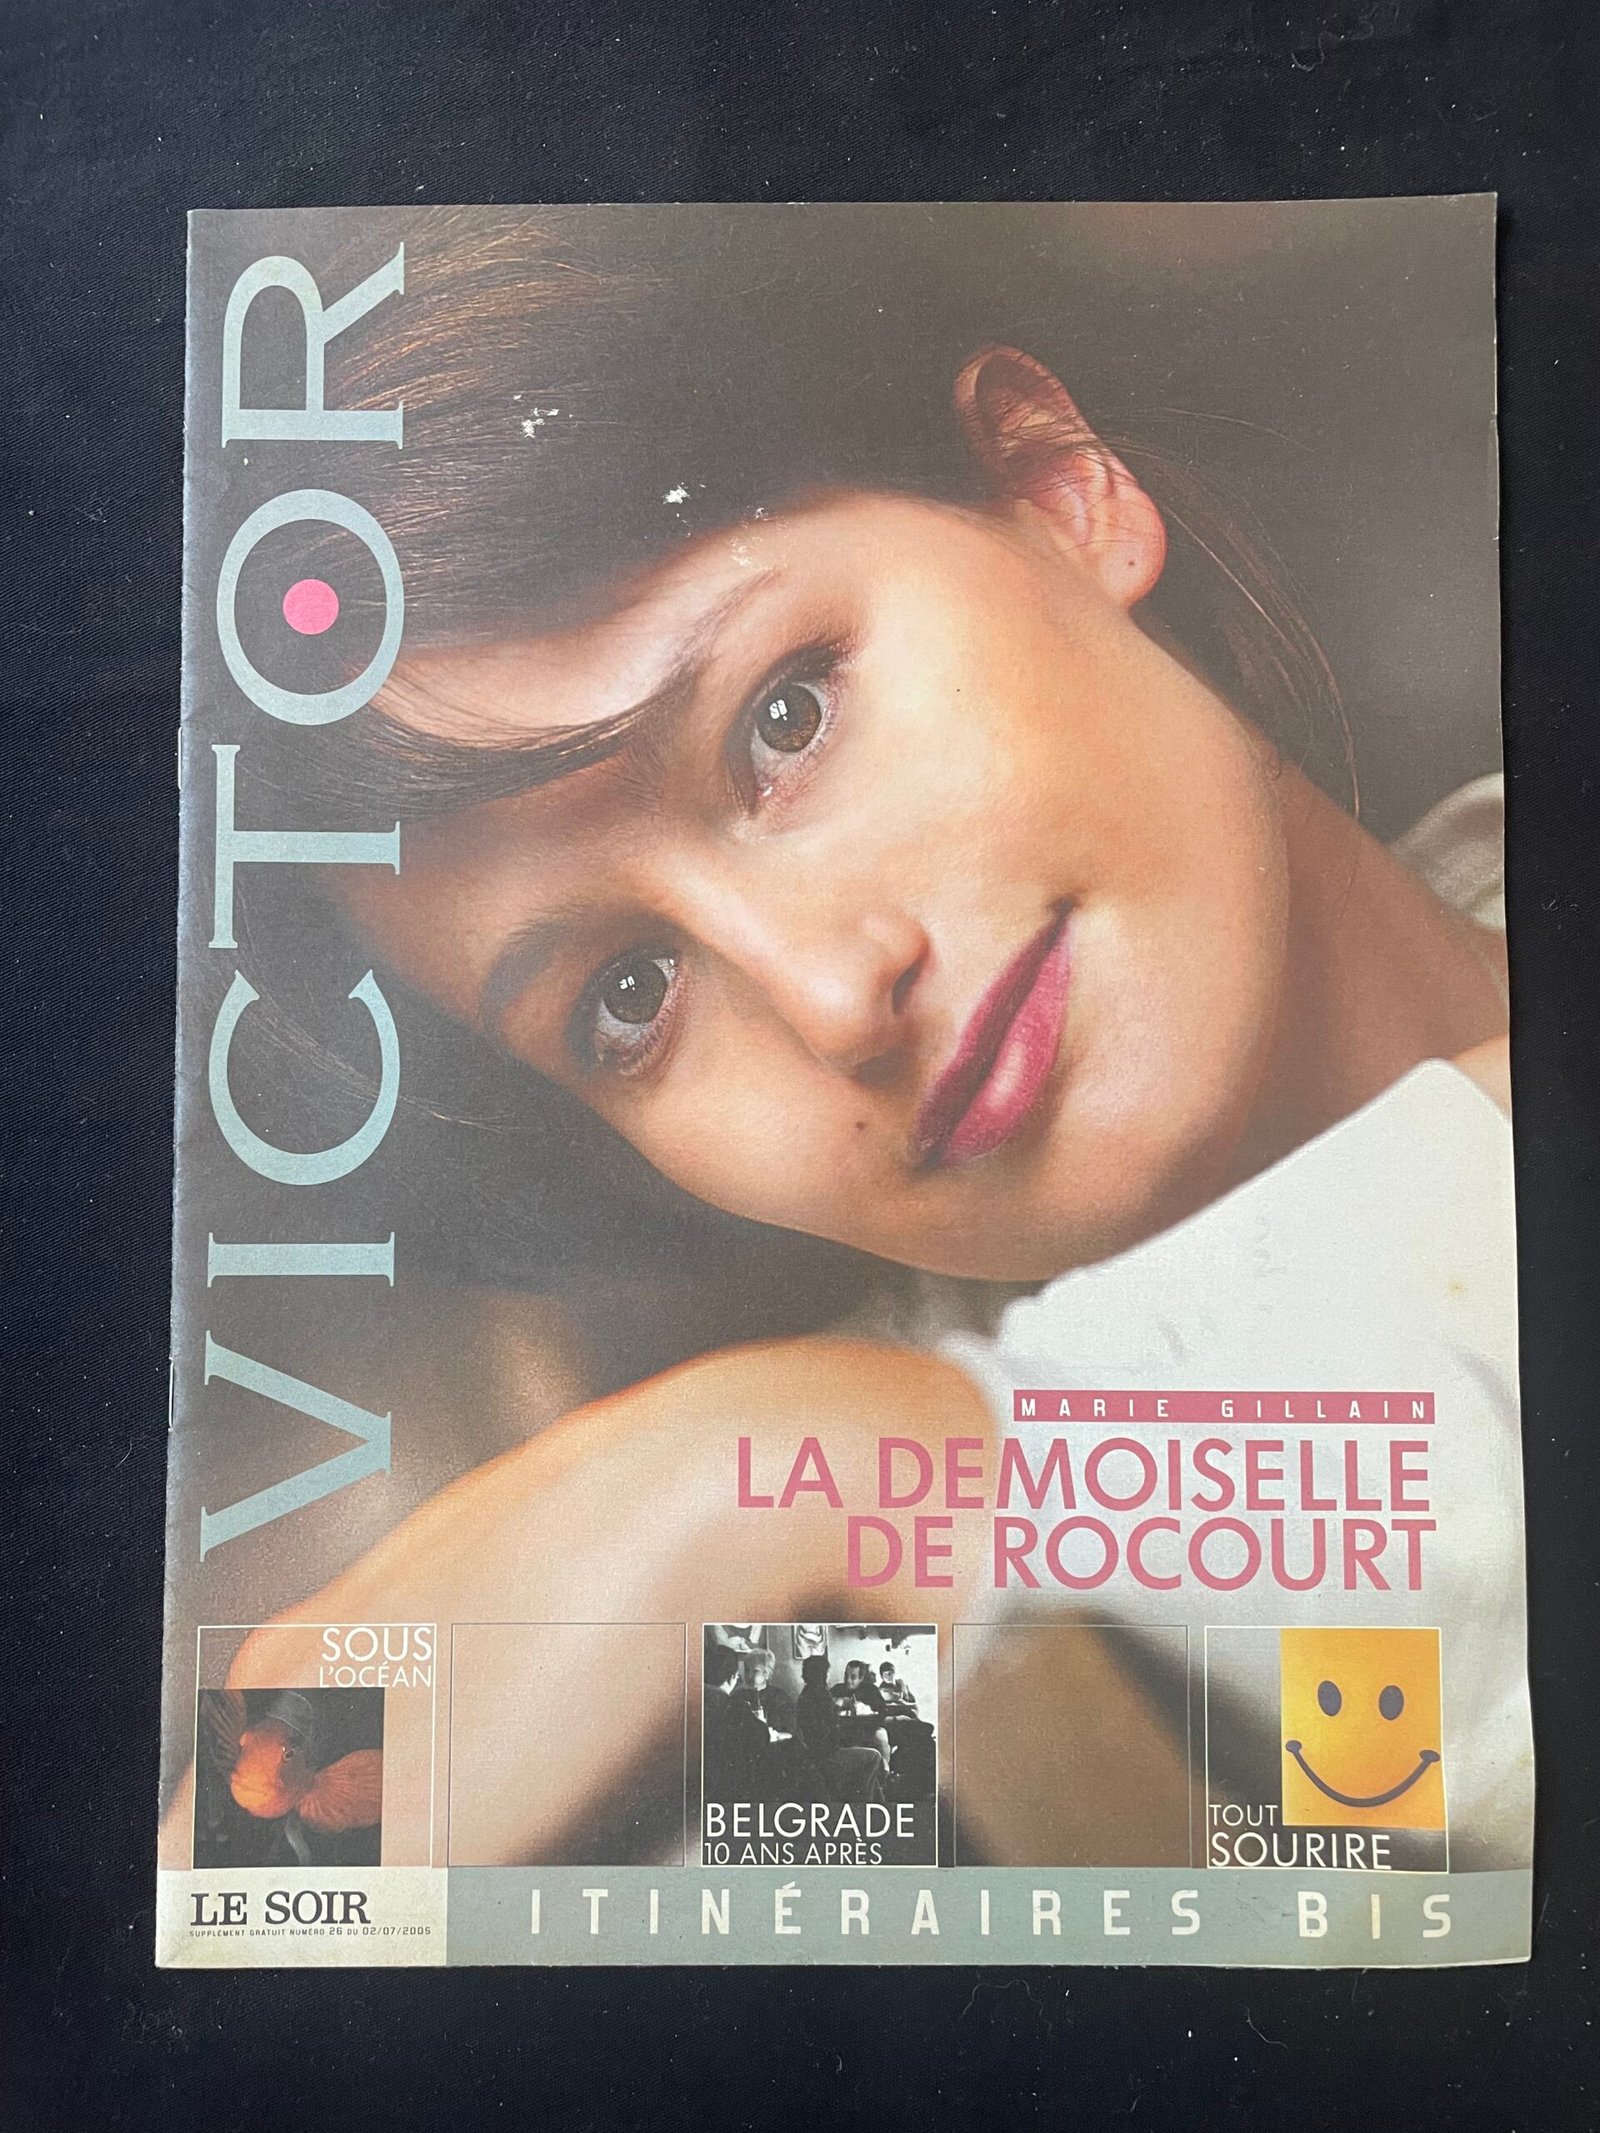 VICTOR
MARIE GILLAIN
LA DEMOISELLE
DE ROCOURT
SOUS
L'OCÉAN
BELGRADE
10 ANS APRÈS
TOUT
SOURIRE
LE SOIR
SUPPLÉMENT GRATUIT NUMÉRO 26 DU 02/07/2005
ITINÉRAIRES BIS